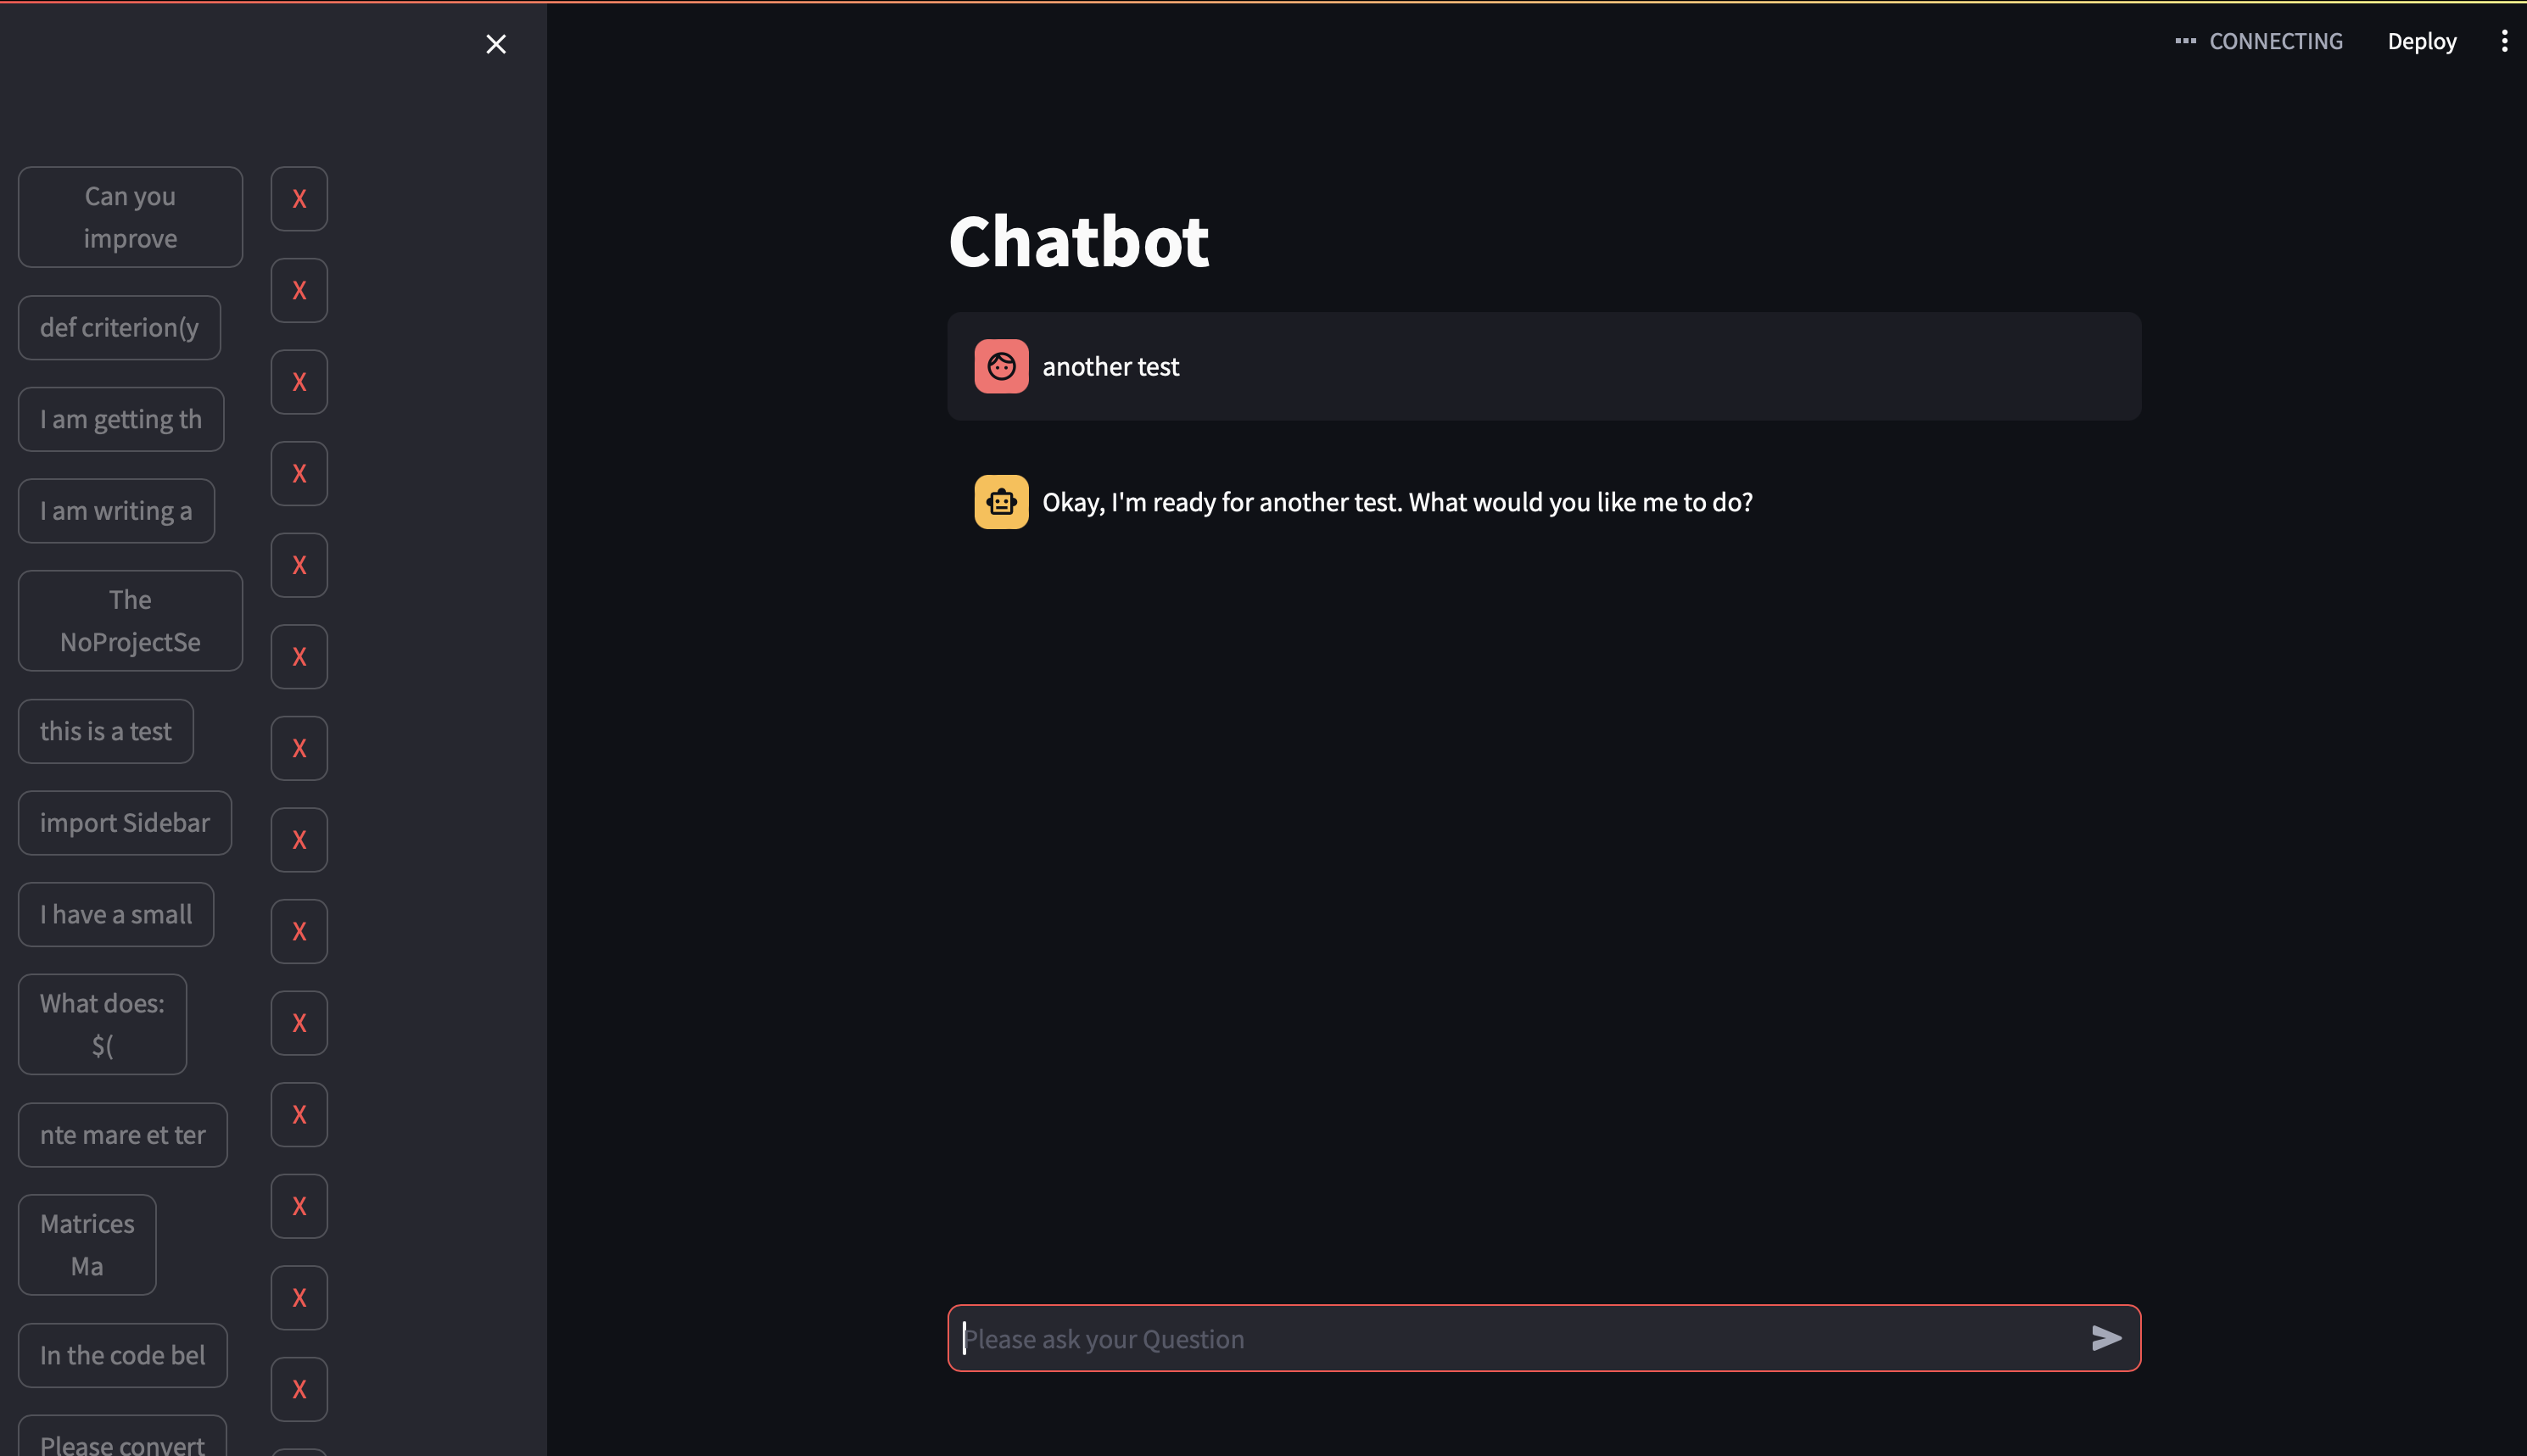 CONNECTING
Deploy
Can you
improve
X
def criterion(y
X
I am getting th
X
I am writing a
X
The
NoProjectSe
X
this is a test
X
import Sidebar
X
I have a small
X
What does:
$(
X
nte mare et ter
X
Matrices
Ma
X
In the code bel
X
Please convert
X
X
Chatbot
another test
Okay, I'm ready for another test. What would you like me to do?
Please ask your Question